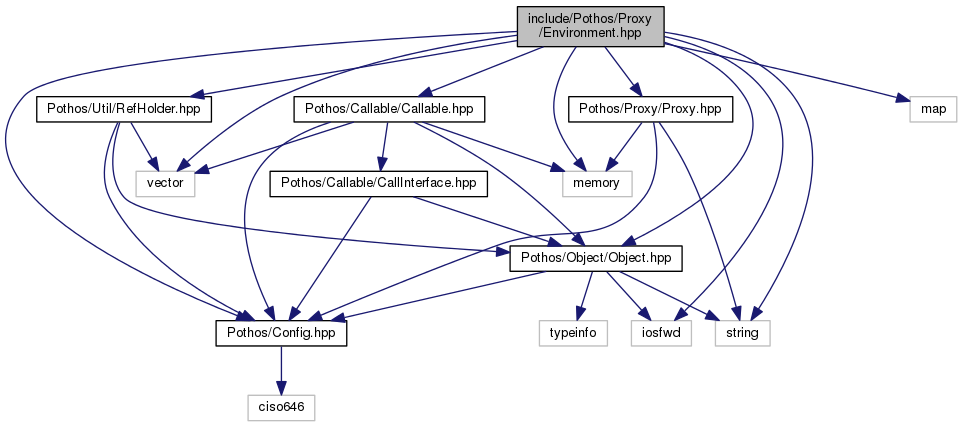 include/Pothos/Proxy
/Environment.hpp
Pothos/Util/RefHolder.hpp
Pothos/Callable/Callable.hpp
Pothos/Proxy/Proxy.hpp
map
vector
Pothos/Callable/CallInterface.hpp
memory
Pothos/Object/Object.hpp
Pothos/Config.hpp
typeinfo
iosfwd
string
ciso646